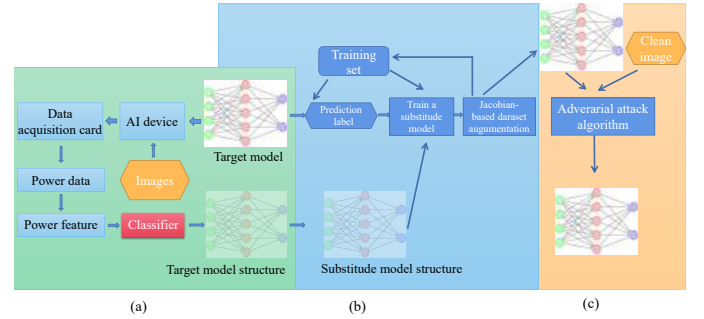 Data
acquisition card
AI device
Target model
Power data
Images
Power feature
Classifier
Target model structure
(a)
Training
set
Prediction
label
Train a
substitude
model
Jacobian-
based daraset
augumentation
Substitude model structure
(b)
Clean
image
Adversarial attack
algorithm
(c)